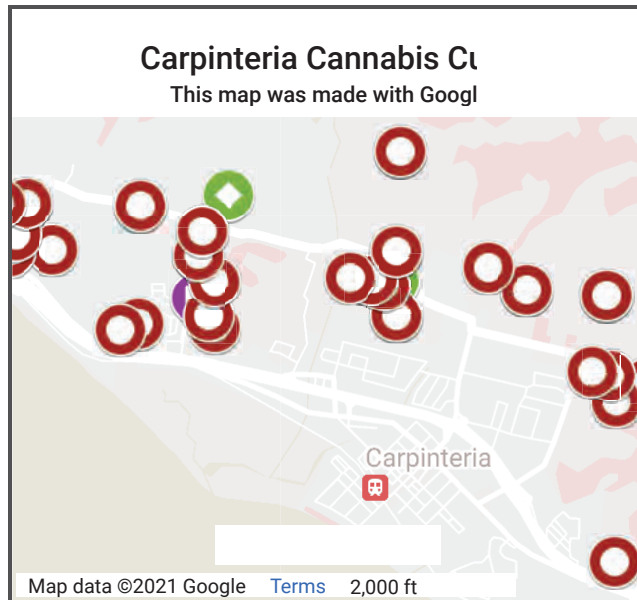 Carpinteria Cannabis Cu
This map was made with Googl
Carpinteria
Map data ©2021 Google Terms 2,000 ft